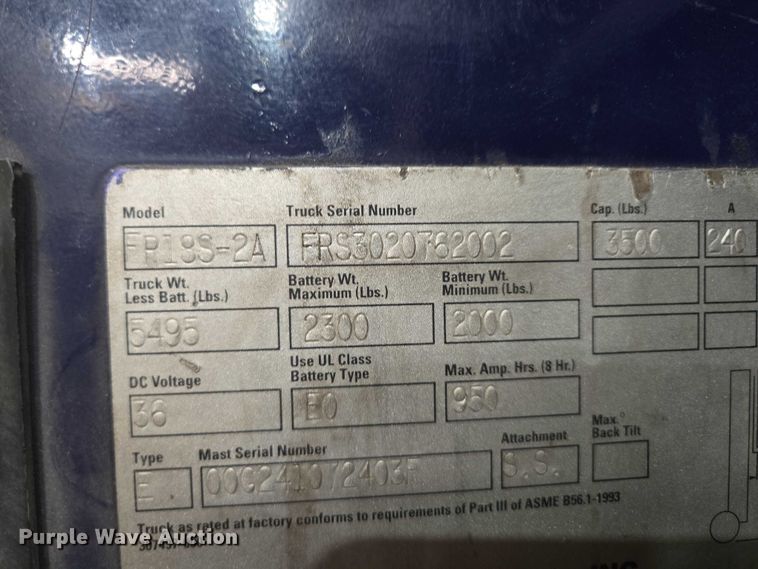 Model Truck Serial Number Cap. (Lbs.) A
FR18S-2A FRS3020762002 3500 240
Truck Wt. Less Batt. (Lbs.) Battery Wt. Maximum (Lbs.) Battery Wt. Minimum (Lbs.)
5495 2300 2000
DC Voltage Use UL Class Battery Type Max. Amp. Hrs. (8 Hr.)
36 EO 950
Type Mast Serial Number Attachment Max. Back Tilt
E 00C241072403F S.S.
Truck as rated at factory conforms to requirements of Part III of ASME B56.1-1993
Purple Wave Auction